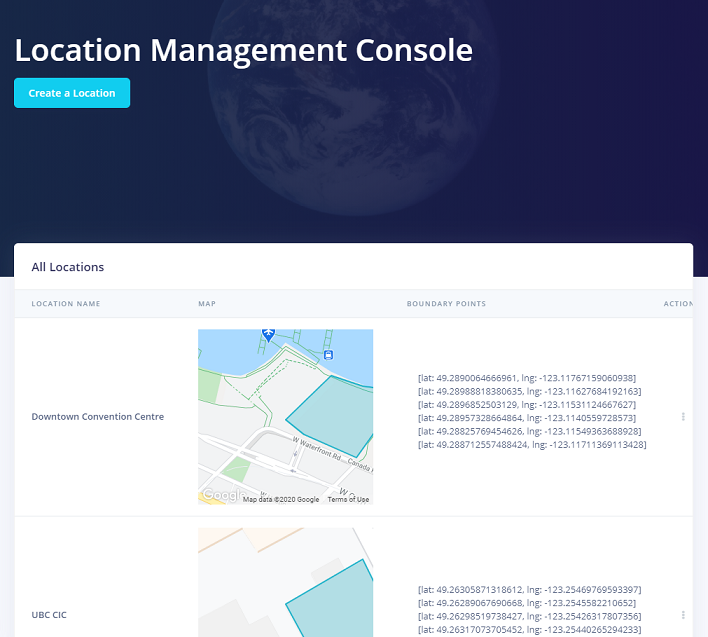 Location Management Console
Create a Location
All Locations
LOCATION NAME MAP BOUNDARY POINTS ACTION
Downtown Convention Centre
W Waterfront Rd
Canada
W
Google
Map data ©2020 Google Terms of Use
[lat: 49.2890064666961, lng: -123.11767159060938]
[lat: 49.28988818380635, lng: -123.11627684192163]
[lat: 49.2896852503129, lng: -123.11531124667627]
[lat: 49.28957328664864, lng: -123.1140559728573]
[lat: 49.28825769454626, lng: -123.11549363688928]
[lat: 49.288712557488424, lng: -123.11711369113428]
UBC CIC
[lat: 49.26305871318612, lng: -123.25469769593397]
[lat: 49.26289067690668, lng: -123.2545582210652]
[lat: 49.26298519738427, lng: -123.25426317807356]
[lat: 49.26317073705452, lng: -123.25440265294233]